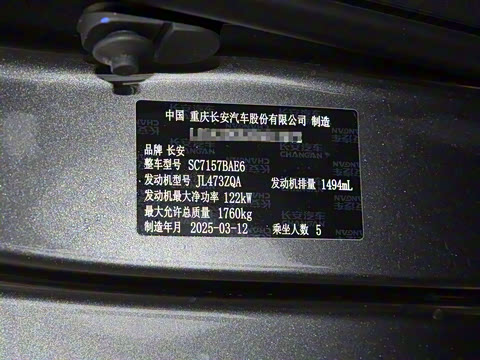 中国 重庆长安汽车股份有限公司 制造
品牌 长安
整车型号 SC7157BAE6
发动机型号 JL473ZQA 发动机排量 1494mL
发动机最大净功率 122kW
最大允许总质量 1760kg
制造年月 2025-03-12 乘坐人数 5